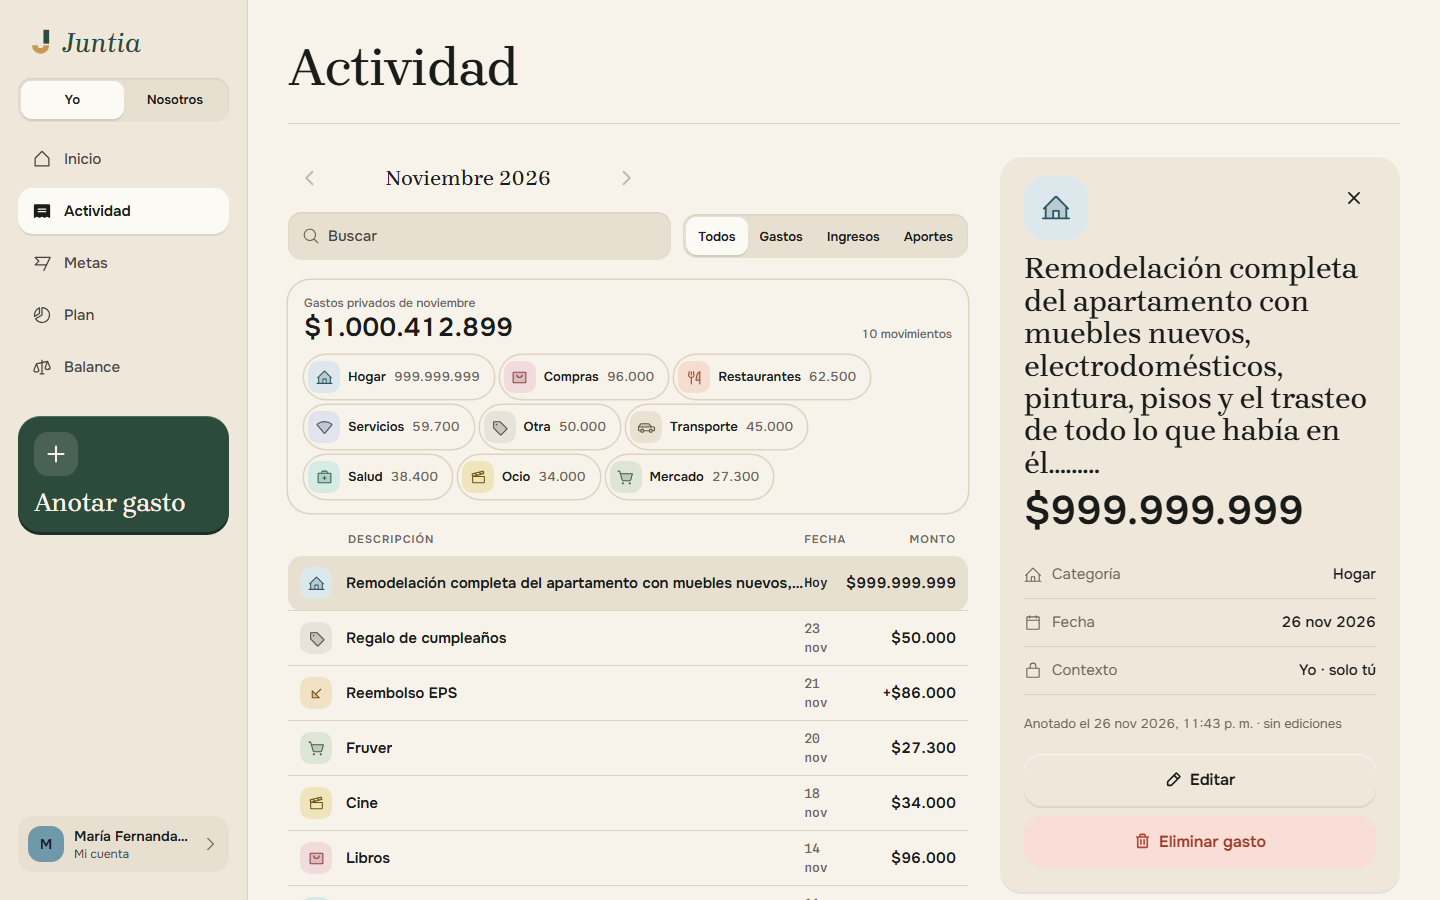 Juntia
Yo
Nosotros
Inicio
Actividad
Metas
Plan
Balance
Anotar gasto
M
María Fernanda...
Mi cuenta
Actividad
Noviembre 2026
Buscar
Todos
Gastos
Ingresos
Aportes
Gastos privados de noviembre
$1.000.412.899
10 movimientos
Hogar 999.999.999
Compras 96.000
Restaurantes 62.500
Servicios 59.700
Otra 50.000
Transporte 45.000
Salud 38.400
Ocio 34.000
Mercado 27.300
DESCRIPCIÓN FECHA MONTO
Remodelación completa del apartamento con muebles nuevos,... Hoy $999.999.999
Regalo de cumpleaños 23 nov $50.000
Reembolso EPS 21 nov +$86.000
Fruver 20 nov $27.300
Cine 18 nov $34.000
Libros 14 nov $96.000
Remodelación completa
del apartamento con
muebles nuevos,
electrodomésticos,
pintura, pisos y el trasteo
de todo lo que había en
él.........
$999.999.999
Categoría Hogar
Fecha 26 nov 2026
Contexto Yo · solo tú
Anotado el 26 nov 2026, 11:43 p. m. · sin ediciones
Editar
Eliminar gasto